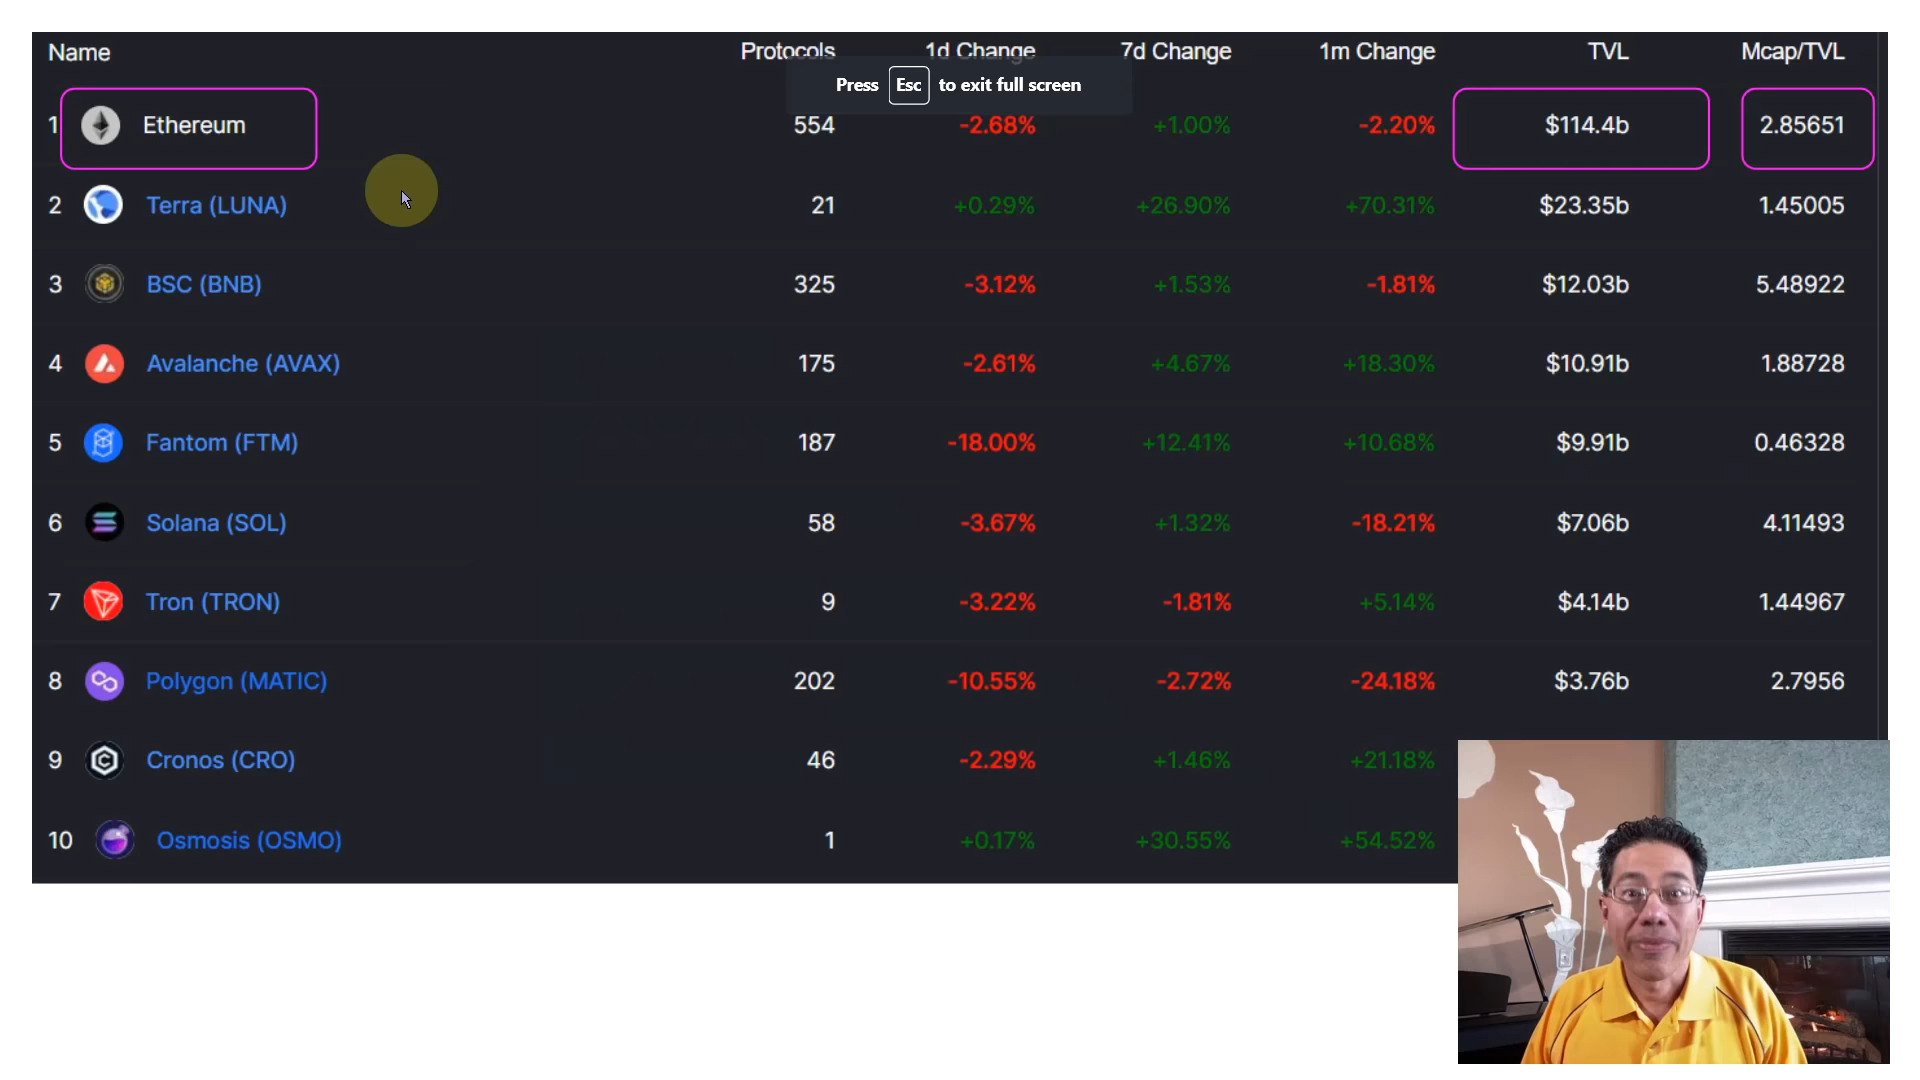 Name Protocols 1d Change 7d Change 1m Change TVL Mcap/TVL
Press Esc to exit full screen
1 Ethereum 554 -2.68% +1.00% -2.20% $114.4b 2.85651
2 Terra (LUNA) 21 +0.29% +26.90% +70.31% $23.35b 1.45005
3 BSC (BNB) 325 -3.12% +1.53% -1.81% $12.03b 5.48922
4 Avalanche (AVAX) 175 -2.61% +4.67% +18.30% $10.91b 1.88728
5 Fantom (FTM) 187 -18.00% +12.41% +10.68% $9.91b 0.46328
6 Solana (SOL) 58 -3.67% +1.32% -18.21% $7.06b 4.11493
7 Tron (TRON) 9 -3.22% -1.81% +5.14% $4.14b 1.44967
8 Polygon (MATIC) 202 -10.55% -2.72% -24.18% $3.76b 2.7956
9 Cronos (CRO) 46 -2.29% +1.46% +21.18%
10 Osmosis (OSMO) 1 +0.17% +30.55% +54.52%